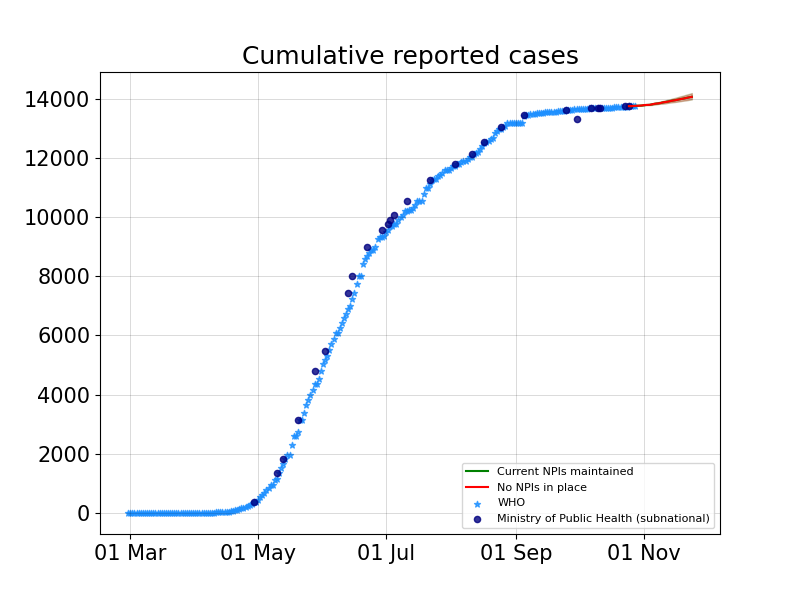 Cumulative reported cases
14000
12000
10000
8000
6000
4000
2000
0
Current NPIs maintained
No NPIs in place
WHO
Ministry of Public Health (subnational)
01 Mar 01 May 01 Jul 01 Sep 01 Nov